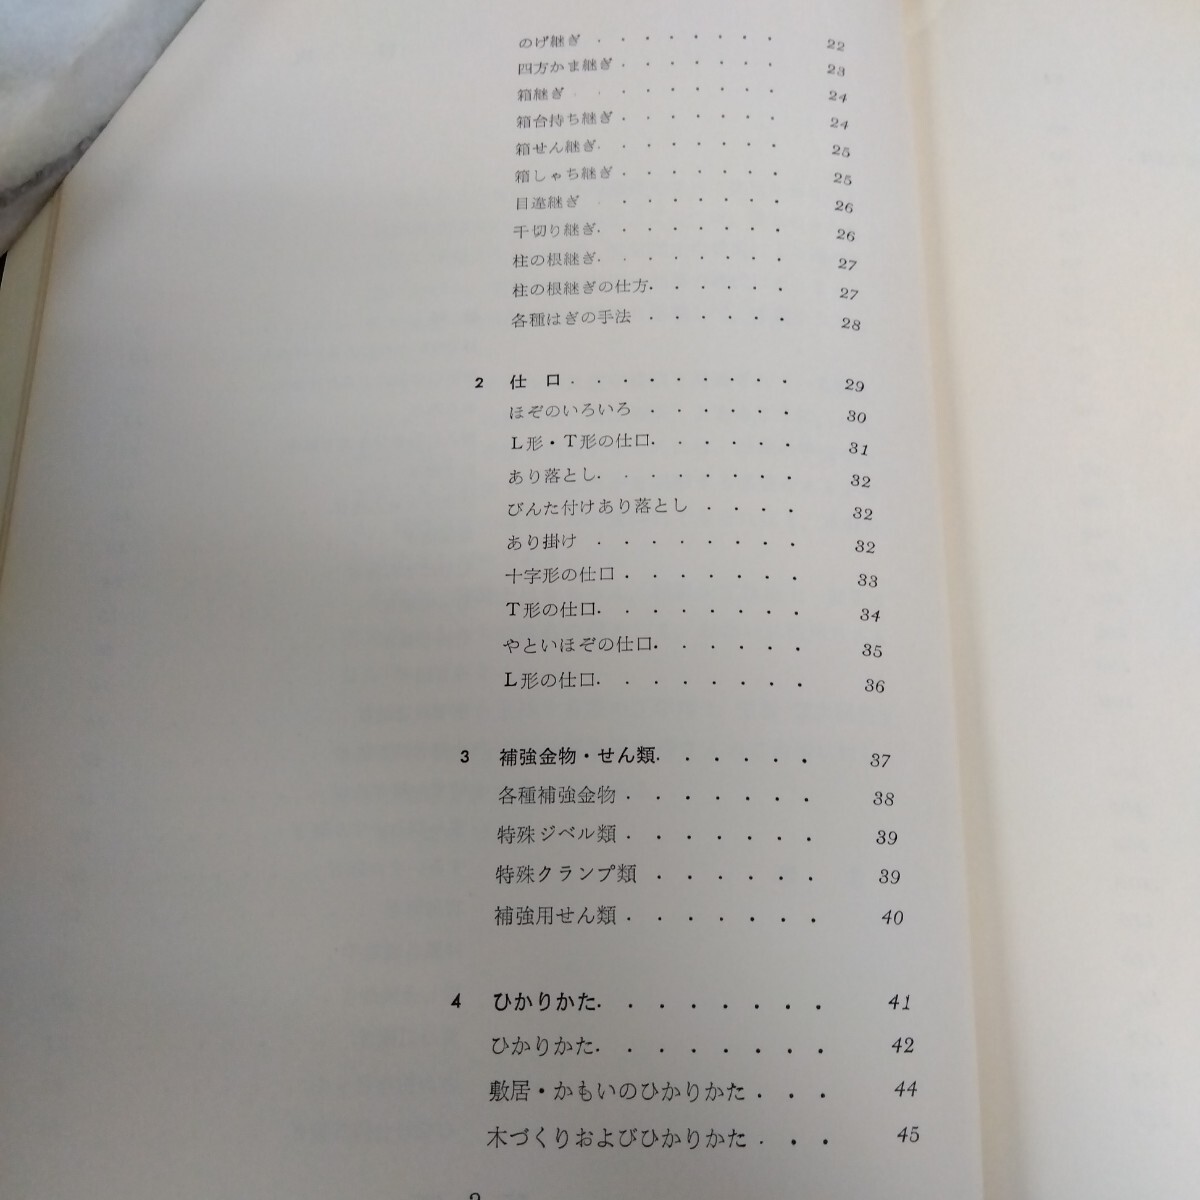 のげ継ぎ ・・・・・・・・ 22
四方かま継ぎ・・・・・・・ 23
箱継ぎ ・・・・・・・・ 24
箱合持ち継ぎ・・・・・・・ 24
箱せん継ぎ・・・・・・・・ 25
箱しゃち継ぎ・・・・・・・ 25
目違継ぎ ・・・・・・・・ 26
千切り継ぎ・・・・・・・・ 26
柱の根継ぎ・・・・・・・・ 27
柱の根継ぎの仕方・・・・・・ 27
各種はぎの手法 ・・・・・・ 28
2 仕 口・・・・・・・・・ 29
ほぞのいろいろ ・・・・・・ 30
L形・T形の仕口・・・・・・ 31
あり落とし・・・・・・・・ 32
びんた付けあり落とし ・・・・ 32
あり掛け ・・・・・・・・ 32
十字形の仕口・・・・・・・ 33
T形の仕口・・・・・・・・ 34
やといほぞの仕口・・・・・・ 35
L形の仕口・・・・・・・・ 36
3 補強金物・せん類・・・・・・ 37
各種補強金物・・・・・・・ 38
特殊ジベル類・・・・・・・ 39
特殊クランプ類 ・・・・・・ 39
補強用せん類・・・・・・・ 40
4 ひかりかた・・・・・・・・ 41
ひかりかた・・・・・・・・ 42
敷居・かもいのひかりかた・・・ 44
木づくりおよびひかりかた・・・ 45